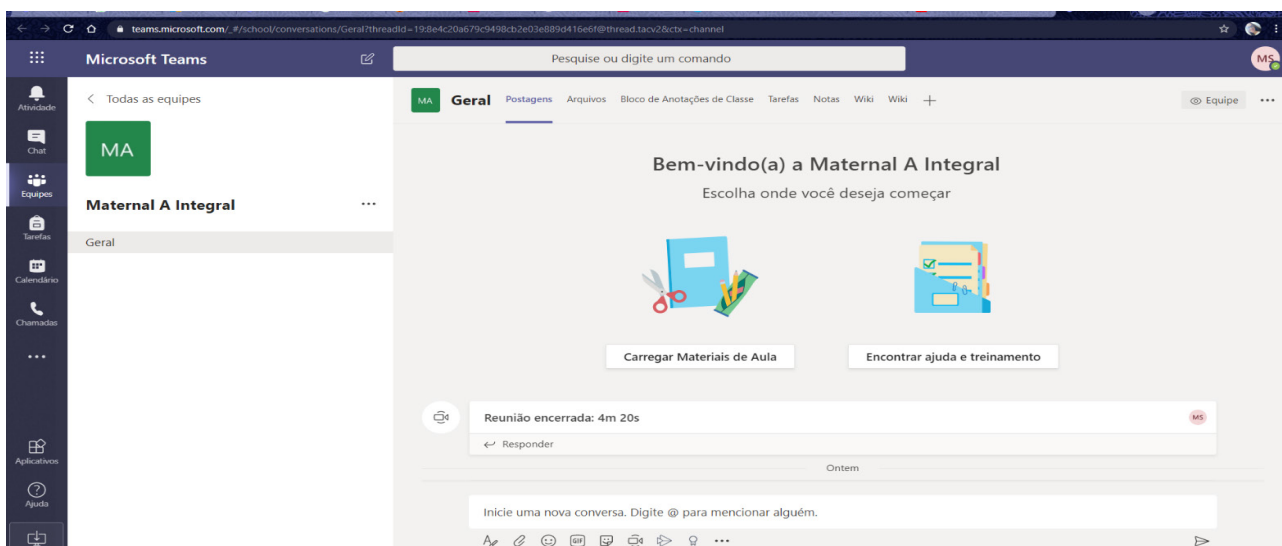 teams.microsoft.com/_#/school/conversations/Geral?threadId=19:8e4c20a679c9498cb2e03e889d416e6f@thread.tacv2&ctx=channel
Microsoft Teams
Pesquise ou digite um comando
MS
Atividade
Chat
Equipes
Tarefas
Calendário
Chamadas
Aplicativos
Ajuda
Todas as equipes
MA
Maternal A Integral
Geral
MA Geral Postagens Arquivos Bloco de Anotações de Classe Tarefas Notas Wiki Wiki
Equipe
Bem-vindo(a) a Maternal A Integral
Escolha onde você deseja começar
Carregar Materiais de Aula
Encontrar ajuda e treinamento
Reunião encerrada: 4m 20s
MS
Responder
Ontem
Inicie uma nova conversa. Digite @ para mencionar alguém.
GIF